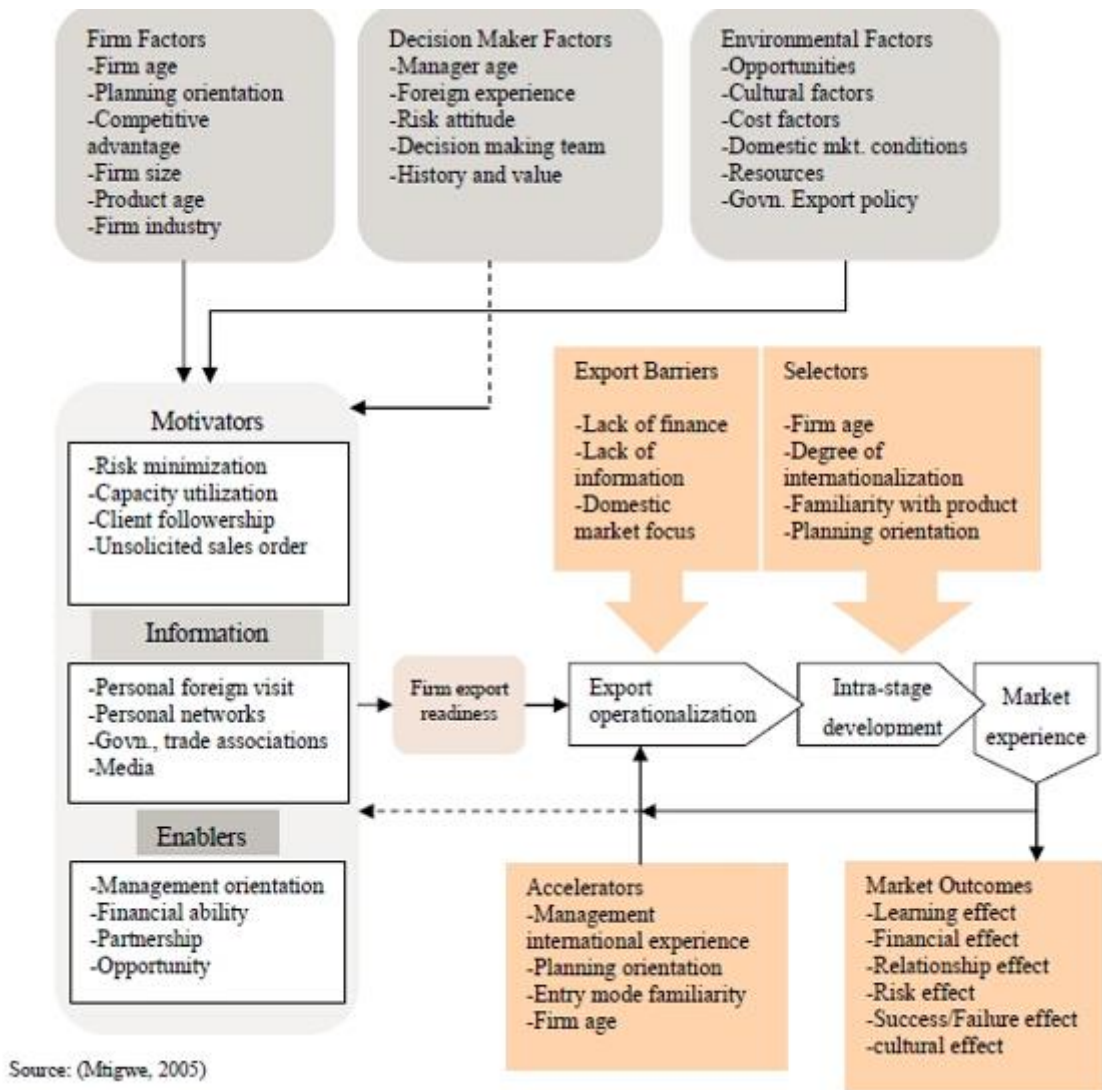 Firm Factors
-Firm age
-Planning orientation
-Competitive
advantage
-Firm size
-Product age
-Firm industry
Decision Maker Factors
-Manager age
-Foreign experience
-Risk attitude
-Decision making team
-History and value
Environmental Factors
-Opportunities
-Cultural factors
-Cost factors
-Domestic mkt. conditions
-Resources
-Govn. Export policy
Export Barriers
-Lack of finance
-Lack of
information
-Domestic
market focus
Selectors
-Firm age
-Degree of
internationalization
-Familiarity with product
-Planning orientation
Motivators
-Risk minimization
-Capacity utilization
-Client followership
-Unsolicited sales order
Information
-Personal foreign visit
-Personal networks
-Govn., trade associations
-Media
Enablers
-Management orientation
-Financial ability
-Partnership
-Opportunity
Firm export
readiness
Export
operationalization
Intra-stage
development
Market
experience
Accelerators
-Management
international experience
-Planning orientation
-Entry mode familiarity
-Firm age
Market Outcomes
-Learning effect
-Financial effect
-Relationship effect
-Risk effect
-Success/Failure effect
-cultural effect
Source: (Mtigwe, 2005)